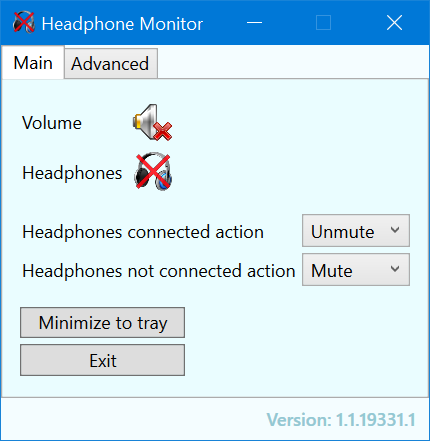 Headphone Monitor
Main Advanced
Volume
Headphones
Headphones connected action Unmute
Headphones not connected action Mute
Minimize to tray
Exit
Version: 1.1.19331.1